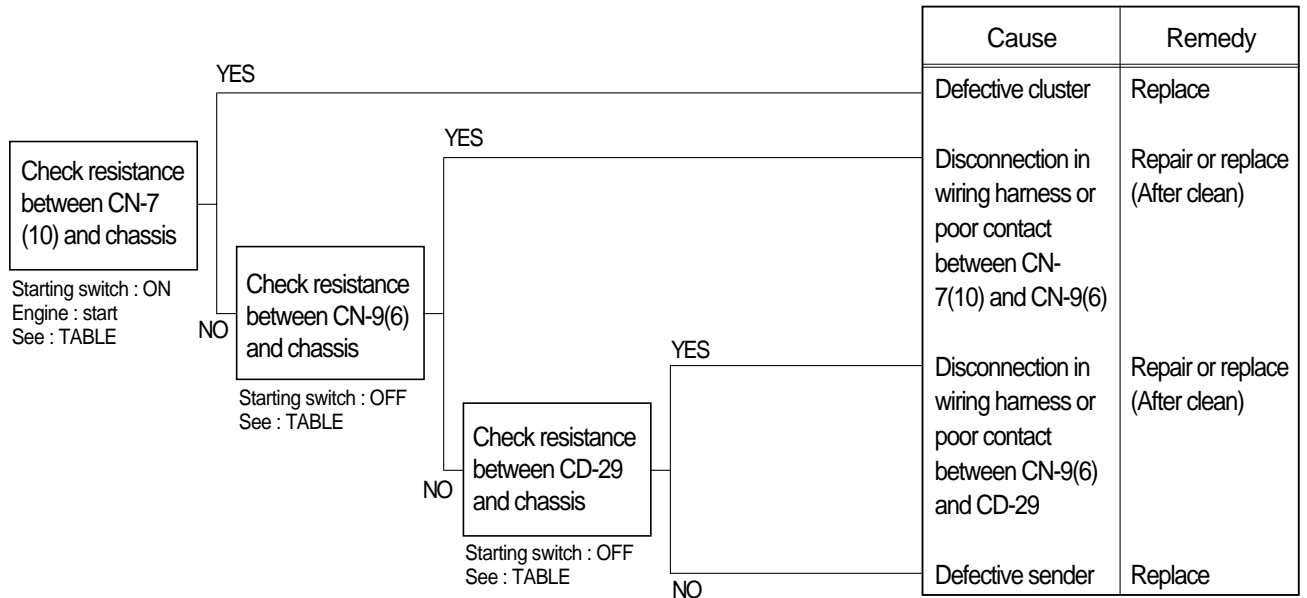 Cause
Remedy
YES
Defective cluster
Replace
Check resistance
between CN-7
(10) and chassis
Starting switch : ON
Engine : start
See : TABLE
YES
Disconnection in
wiring harness or
poor contact
between CN-
7(10) and CN-9(6)
Repair or replace
(After clean)
NO
Check resistance
between CN-9(6)
and chassis
Starting switch : OFF
See : TABLE
YES
Disconnection in
wiring harness or
poor contact
between CN-9(6)
and CD-29
Repair or replace
(After clean)
NO
Check resistance
between CD-29
and chassis
Starting switch : OFF
See : TABLE
NO
Defective sender
Replace